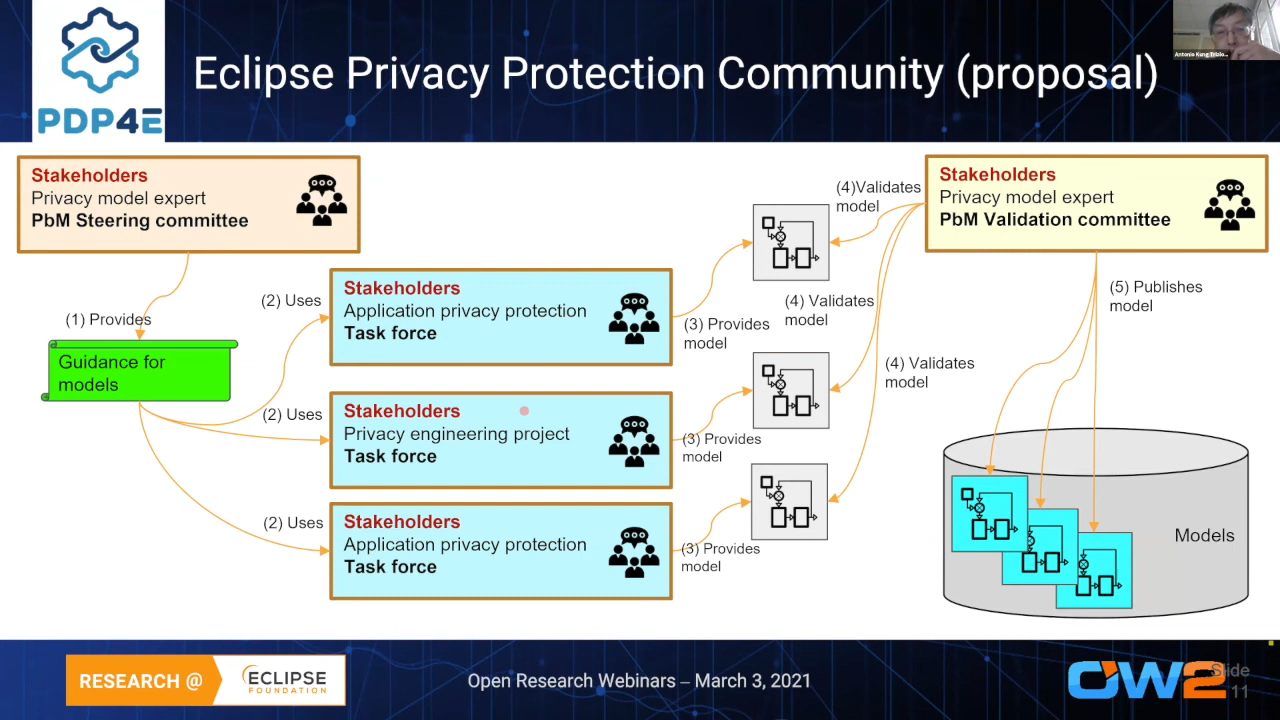 PDP4E
Eclipse Privacy Protection Community (proposal)
Stakeholders
Privacy model expert
PbM Steering committee
(1) Provides
Guidance for
models
(2) Uses
Stakeholders
Application privacy protection
Task force
(2) Uses
Stakeholders
Privacy engineering project
Task force
(2) Uses
Stakeholders
Application privacy protection
Task force
(3) Provides
model
(3) Provides
model
(3) Provides
model
(4)Validates
model
(4) Validates
model
(4) Validates
model
Stakeholders
Privacy model expert
PbM Validation committee
(5) Publishes
model
Models
RESEARCH @
ECLIPSE
FOUNDATION
Open Research Webinars – March 3, 2021
OW2
Slide
11
Antonio Kung